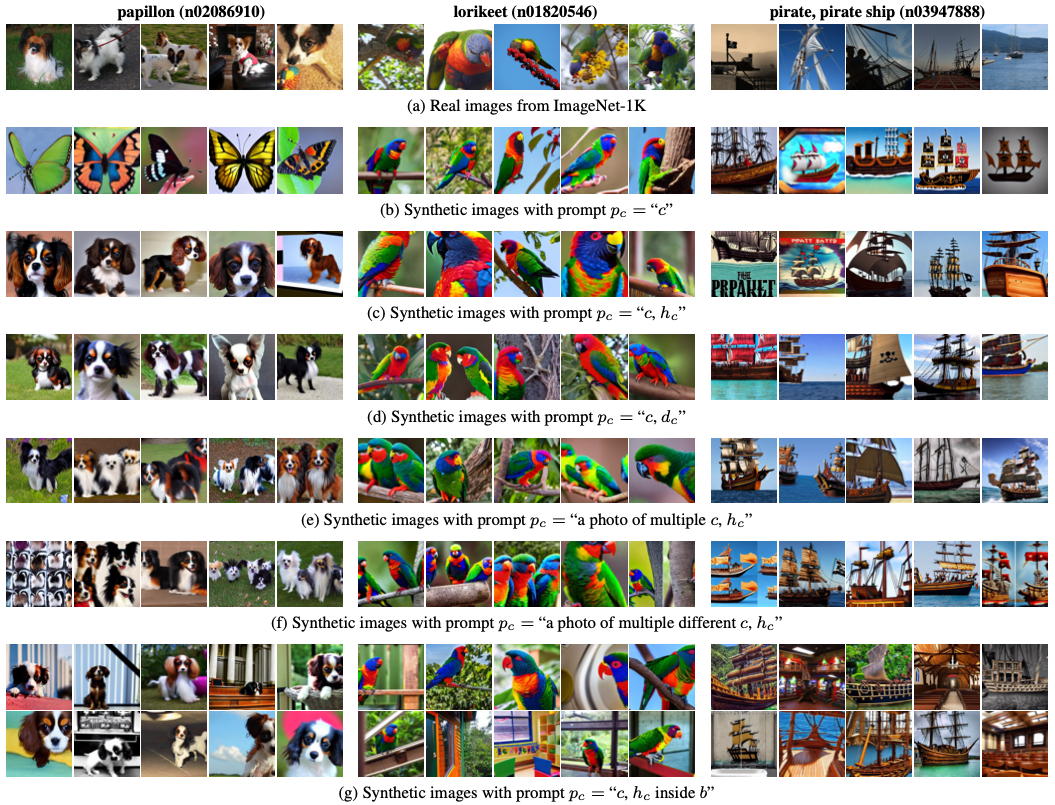 papillon (n02086910) lorikeet (n01820546) pirate, pirate ship (n03947888)
(a) Real images from ImageNet-1K
(b) Synthetic images with prompt p_c = “c”
PYATT BATTS
THE
PRPAKET
(c) Synthetic images with prompt p_c = “c, h_c”
(d) Synthetic images with prompt p_c = “c, d_c”
(e) Synthetic images with prompt p_c = “a photo of multiple c, h_c”
(f) Synthetic images with prompt p_c = “a photo of multiple different c, h_c”
(g) Synthetic images with prompt p_c = “c, h_c inside b”